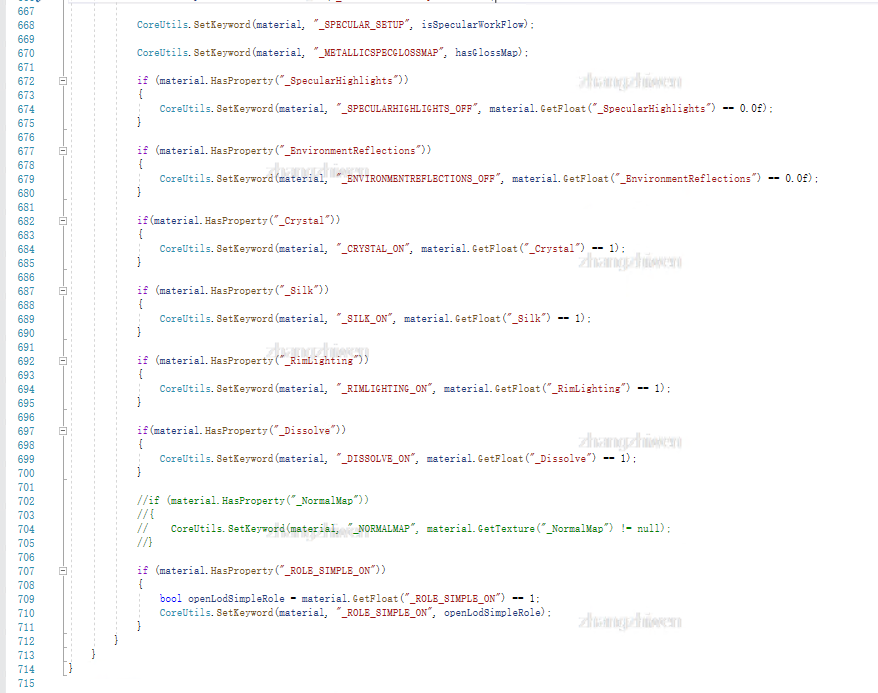 667
668 CoreUtils.SetKeyword(material, "_SPECULAR_SETUP", isSpecularWorkFlow);
669
670 CoreUtils.SetKeyword(material, "_METALLICSPECGLOSSMAP", hasGlossMap);
671
672 if (material.HasProperty("_SpecularHighlights"))
673 {
674 CoreUtils.SetKeyword(material, "_SPECULARHIGHLIGHTS_OFF", material.GetFloat("_SpecularHighlights") == 0.0f);
675 }
676
677 if (material.HasProperty("_EnvironmentReflections"))
678 {
679 CoreUtils.SetKeyword(material, "_ENVIRONMENTREFLECTIONS_OFF", material.GetFloat("_EnvironmentReflections") == 0.0f);
680 }
681
682 if(material.HasProperty("_Crystal"))
683 {
684 CoreUtils.SetKeyword(material, "_CRYSTAL_ON", material.GetFloat("_Crystal") == 1);
685 }
686
687 if (material.HasProperty("_Silk"))
688 {
689 CoreUtils.SetKeyword(material, "_SILK_ON", material.GetFloat("_Silk") == 1);
690 }
691
692 if (material.HasProperty("_RimLighting"))
693 {
694 CoreUtils.SetKeyword(material, "_RIMLIGHTING_ON", material.GetFloat("_RimLighting") == 1);
695 }
696
697 if(material.HasProperty("_Dissolve"))
698 {
699 CoreUtils.SetKeyword(material, "_DISSOLVE_ON", material.GetFloat("_Dissolve") == 1);
700 }
701
702 //if (material.HasProperty("_NormalMap"))
703 //{
704 //    CoreUtils.SetKeyword(material, "_NORMALMAP", material.GetTexture("_NormalMap") != null);
705 //}
706
707 if (material.HasProperty("_ROLE_SIMPLE_ON"))
708 {
709 bool openLodSimpleRole = material.GetFloat("_ROLE_SIMPLE_ON") == 1;
710 CoreUtils.SetKeyword(material, "_ROLE_SIMPLE_ON", openLodSimpleRole);
711 }
712 }
713 }
714 }
715